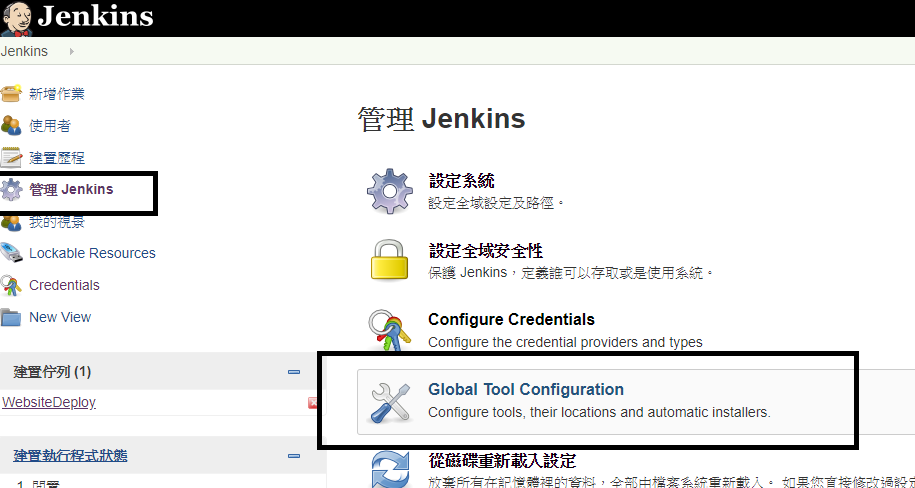 Jenkins
Jenkins
新增作業
使用者
建置歷程
管理 Jenkins
我的視景
Lockable Resources
Credentials
New View
建置佇列 (1)
WebsiteDeploy
建置執行程式狀態
1 閒置
管理 Jenkins
設定系統
設定全域設定及路徑。
設定全域安全性
保護 Jenkins，定義誰可以存取或是使用系統。
Configure Credentials
Configure the credential providers and types
Global Tool Configuration
Configure tools, their locations and automatic installers.
從磁碟重新載入設定
放棄所有在記憶體裡的資料，全部由檔案系統重新載入。 如果您直接修改過設定